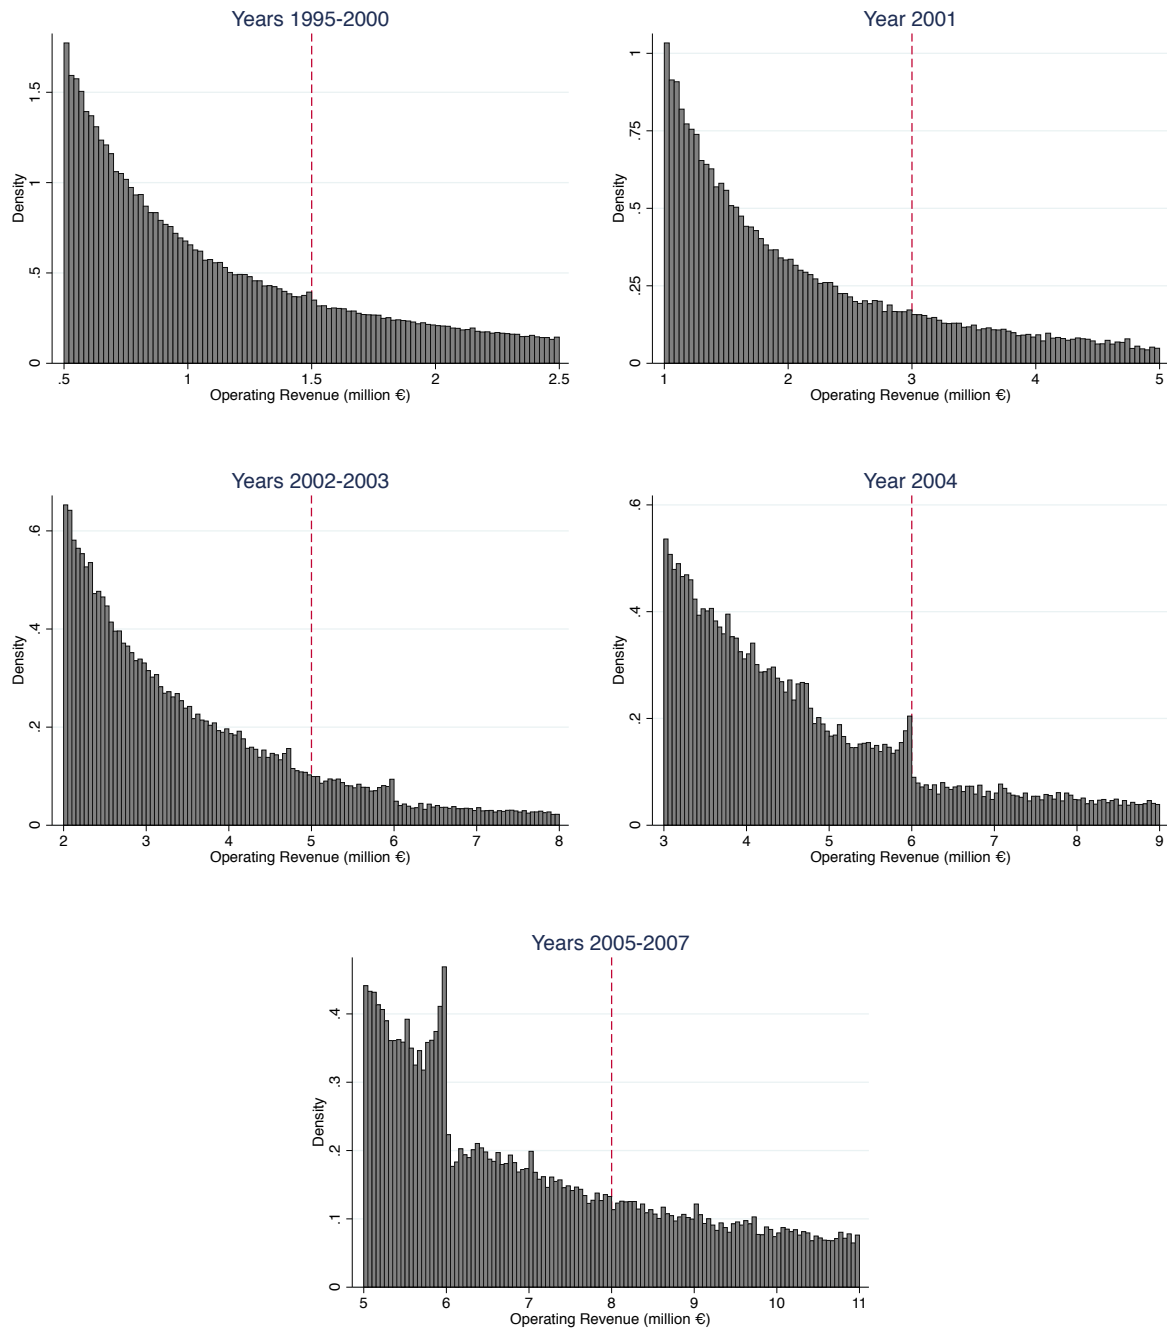 Years 1995-2000
Density
0 .5 1 1.5
.5 1 1.5 2 2.5
Operating Revenue (million €)
Year 2001
Density
0 .25 .5 .75 1
1 2 3 4 5
Operating Revenue (million €)
Years 2002-2003
Density
0 .2 .4 .6
2 3 4 5 6 7 8
Operating Revenue (million €)
Year 2004
Density
0 .2 .4 .6
3 4 5 6 7 8 9
Operating Revenue (million €)
Years 2005-2007
Density
0 .1 .2 .3 .4
5 6 7 8 9 10 11
Operating Revenue (million €)